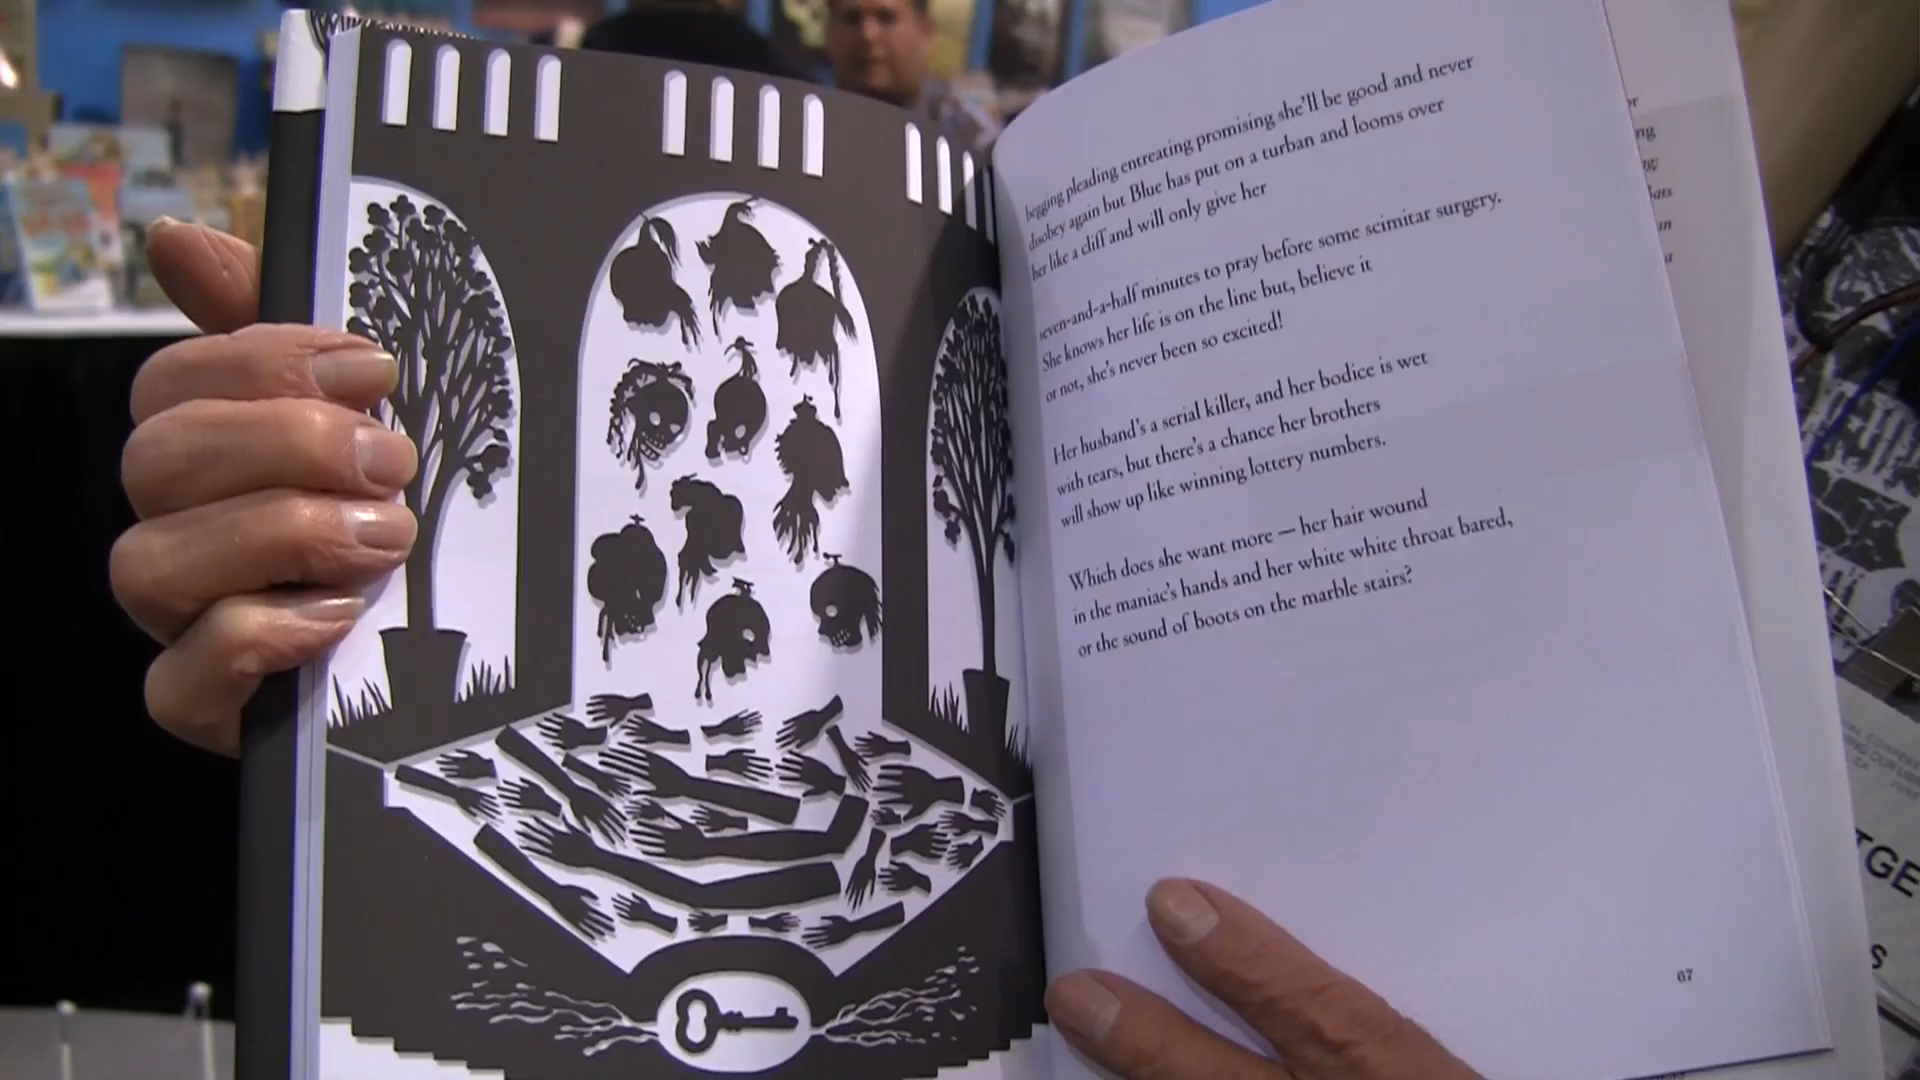 begging pleading entreating promising she'll be good and never
disobey again but Blue has put on a turban and looms over
her like a cliff and will only give her
seven-and-a-half minutes to pray before some scimitar surgery.
She knows her life is on the line but, believe it
or not, she's never been so excited!
Her husband's a serial killer, and her bodice is wet
with tears, but there's a chance her brothers
will show up like winning lottery numbers.
Which does she want more — her hair wound
in the maniac's hands and her white white throat bared,
or the sound of boots on the marble stairs?
67